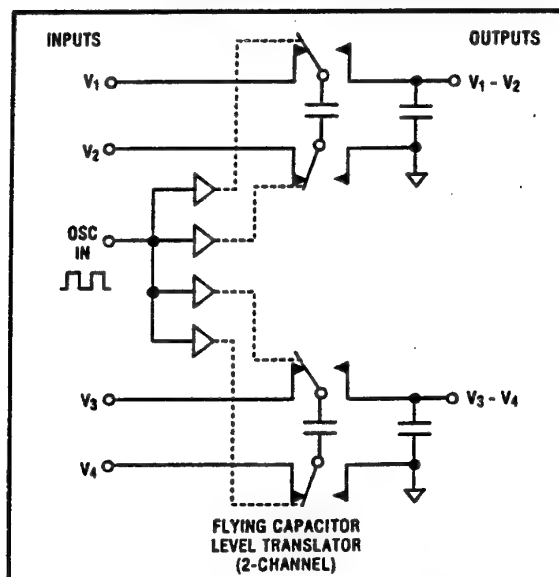 INPUTS
OUTPUTS
V1
V1 - V2
V2
OSC
IN
V3
V3 - V4
V4
FLYING CAPACITOR
LEVEL TRANSLATOR
(2-CHANNEL)